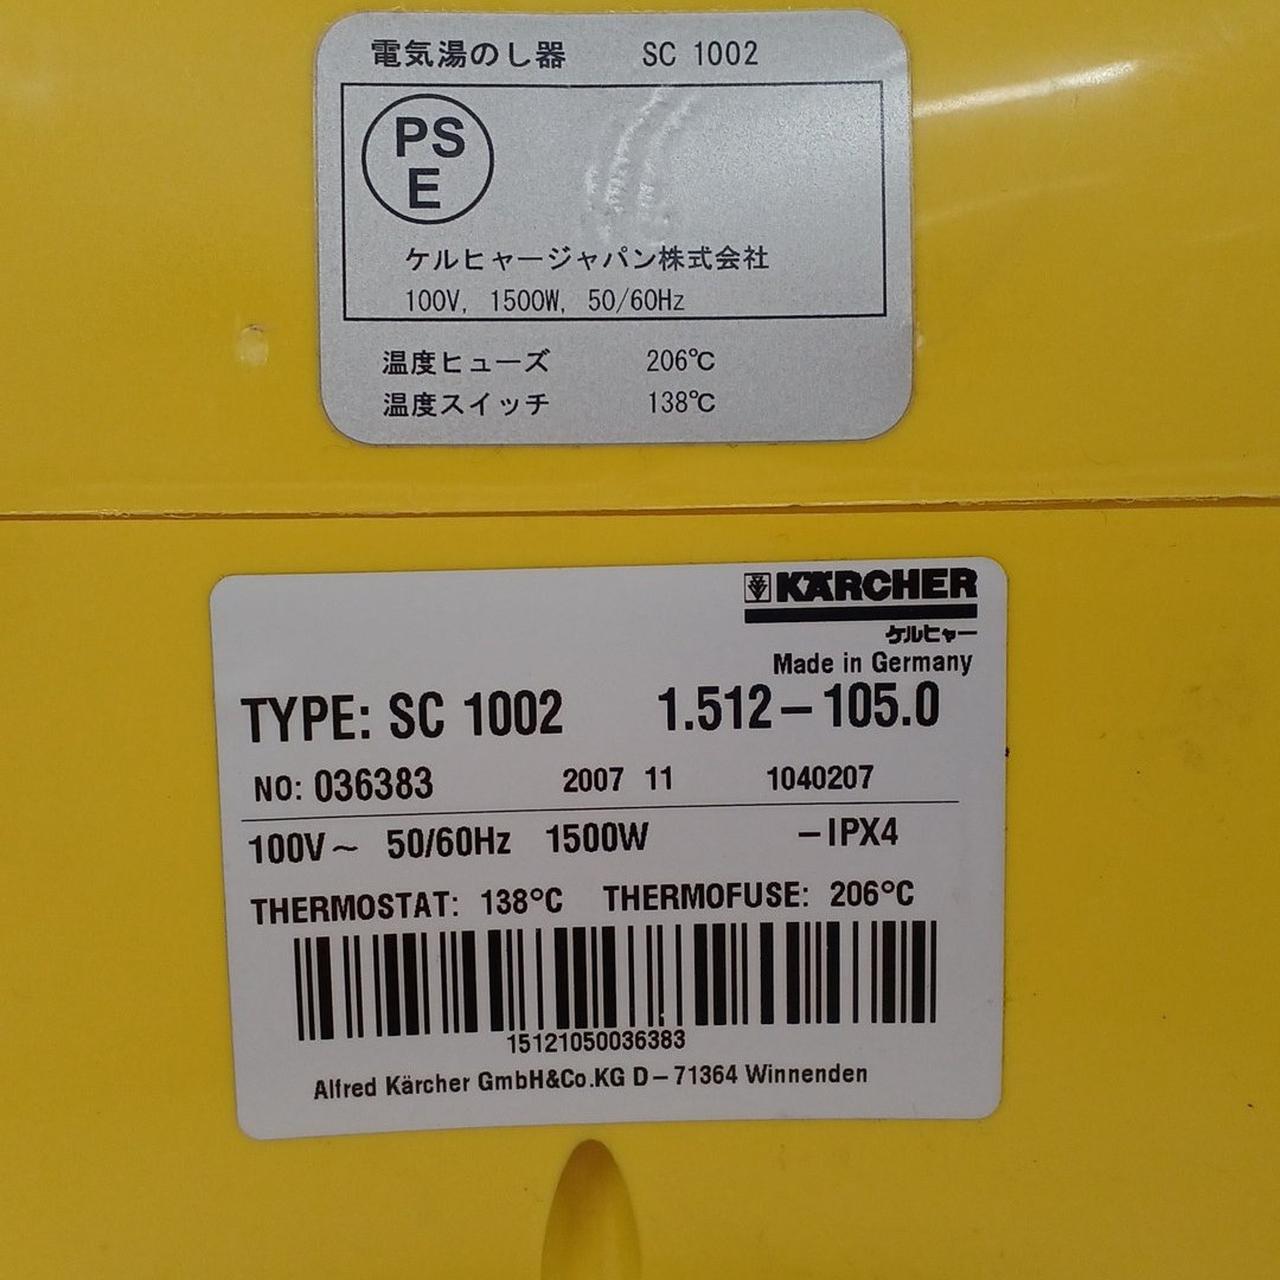 電気湯のし器 SC 1002
PS
E
ケルヒャージャパン株式会社
100V, 1500W, 50/60Hz
温度ヒューズ 206℃
温度スイッチ 138℃
KÄRCHER
ケルヒャー
Made in Germany
TYPE: SC 1002 1.512-105.0
NO: 036383 2007 11 1040207
100V~ 50/60Hz 1500W -IPX4
THERMOSTAT: 138°C THERMOFUSE: 206°C
15121050036383
Alfred Kärcher GmbH&Co.KG D-71364 Winnenden